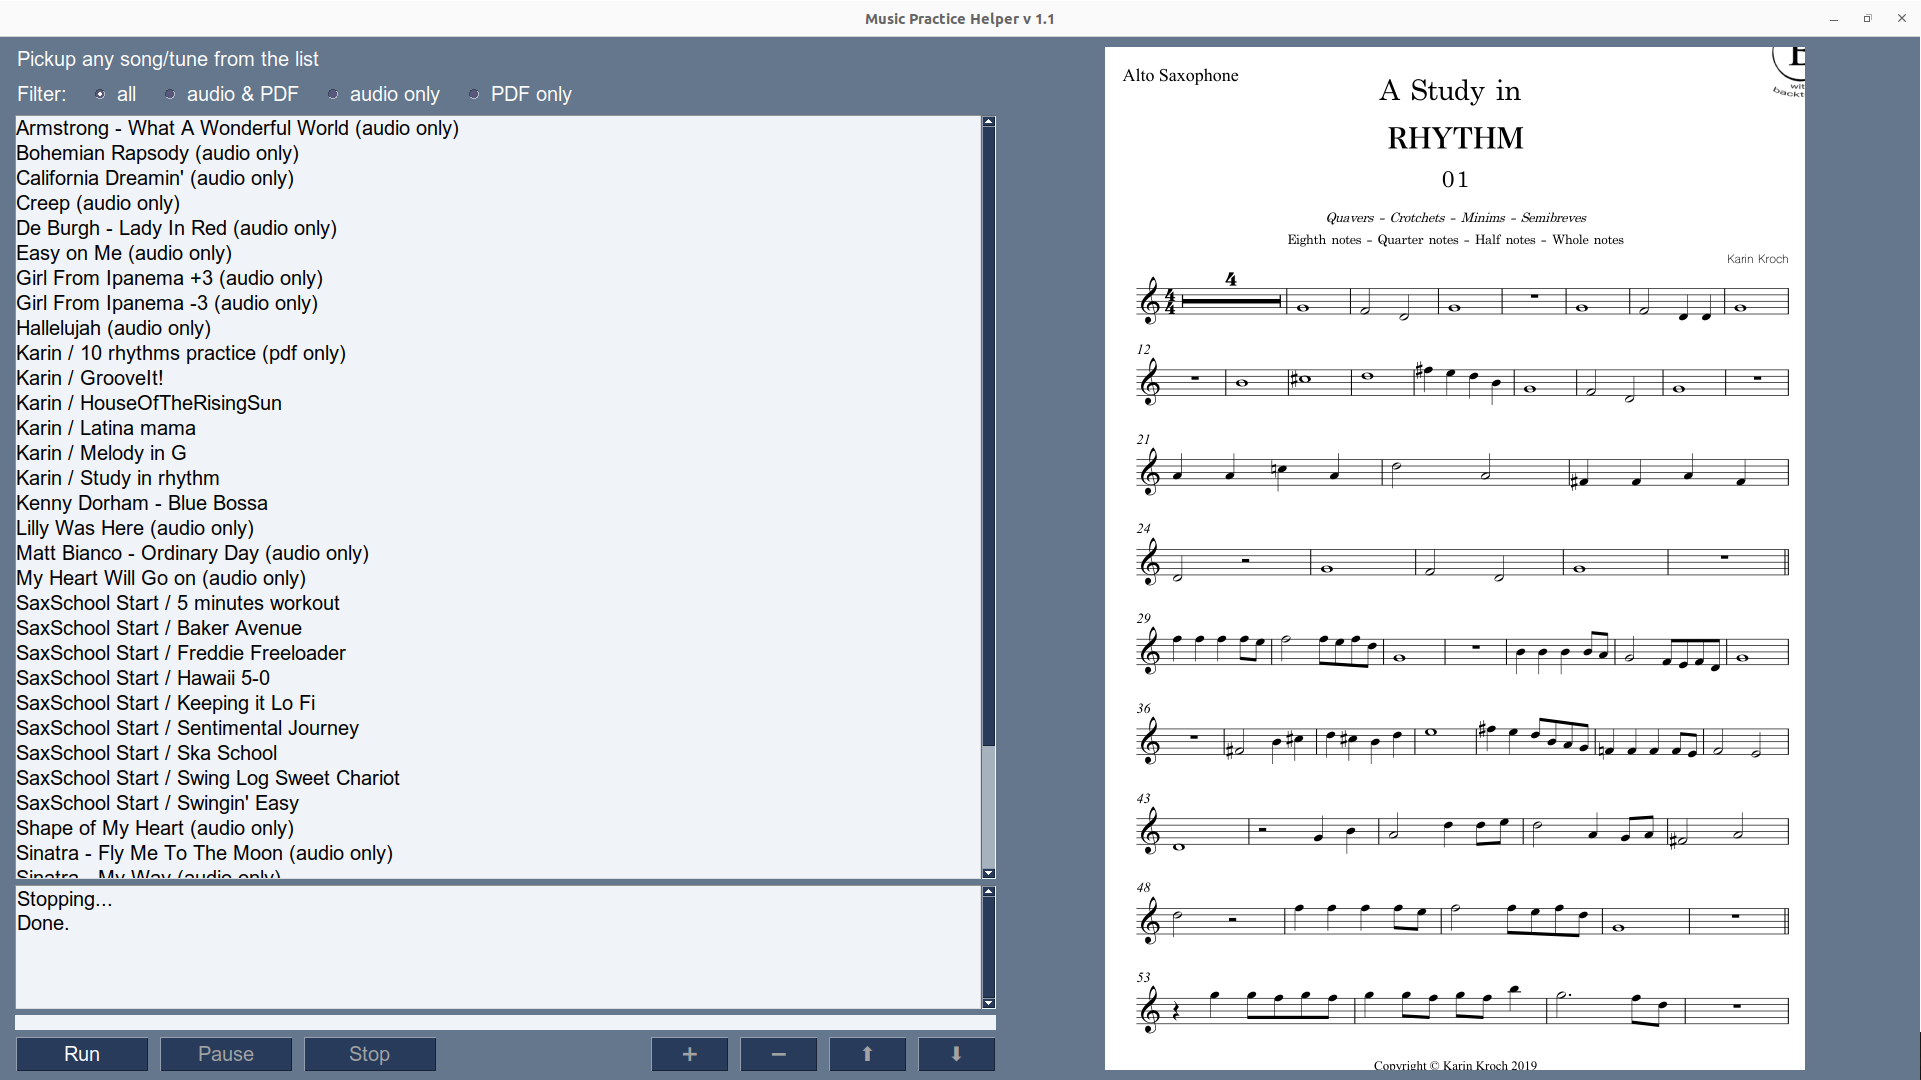 Music Practice Helper v 1.1
Pickup any song/tune from the list
Filter: all audio & PDF audio only PDF only
Armstrong - What A Wonderful World (audio only)
Bohemian Rapsody (audio only)
California Dreamin' (audio only)
Creep (audio only)
De Burgh - Lady In Red (audio only)
Easy on Me (audio only)
Girl From Ipanema +3 (audio only)
Girl From Ipanema -3 (audio only)
Hallelujah (audio only)
Karin / 10 rhythms practice (pdf only)
Karin / GrooveIt!
Karin / HouseOfTheRisingSun
Karin / Latina mama
Karin / Melody in G
Karin / Study in rhythm
Kenny Dorham - Blue Bossa
Lilly Was Here (audio only)
Matt Bianco - Ordinary Day (audio only)
My Heart Will Go on (audio only)
SaxSchool Start / 5 minutes workout
SaxSchool Start / Baker Avenue
SaxSchool Start / Freddie Freeloader
SaxSchool Start / Hawaii 5-0
SaxSchool Start / Keeping it Lo Fi
SaxSchool Start / Sentimental Journey
SaxSchool Start / Ska School
SaxSchool Start / Swing Log Sweet Chariot
SaxSchool Start / Swingin' Easy
Shape of My Heart (audio only)
Sinatra - Fly Me To The Moon (audio only)
Sinatra - My Way (audio only)
Stopping...
Done.
Run Pause Stop + − ⬆ ⬇
Alto Saxophone
A Study in
RHYTHM
01
Quavers - Crotchets - Minims - Semibreves
Eighth notes - Quarter notes - Half notes - Whole notes
Karin Kroch
4
4
4
12
21
24
29
36
43
48
53
Copyright © Karin Kroch 2019